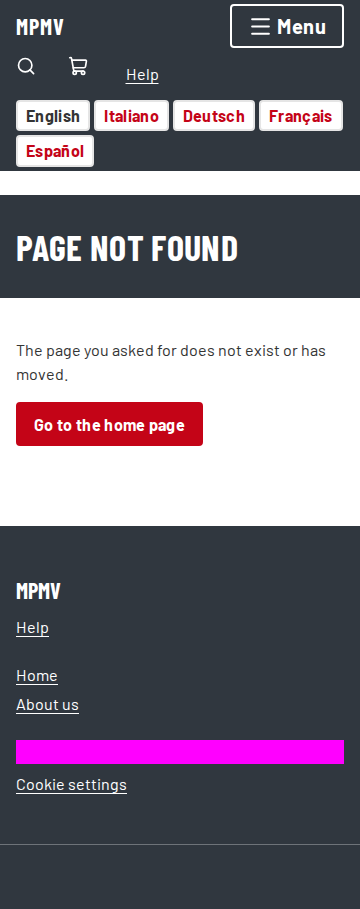 MPMV
Menu
Help
English Italiano Deutsch Français
Español
PAGE NOT FOUND
The page you asked for does not exist or has
moved.
Go to the home page
MPMV
Help
Home
About us
Cookie settings